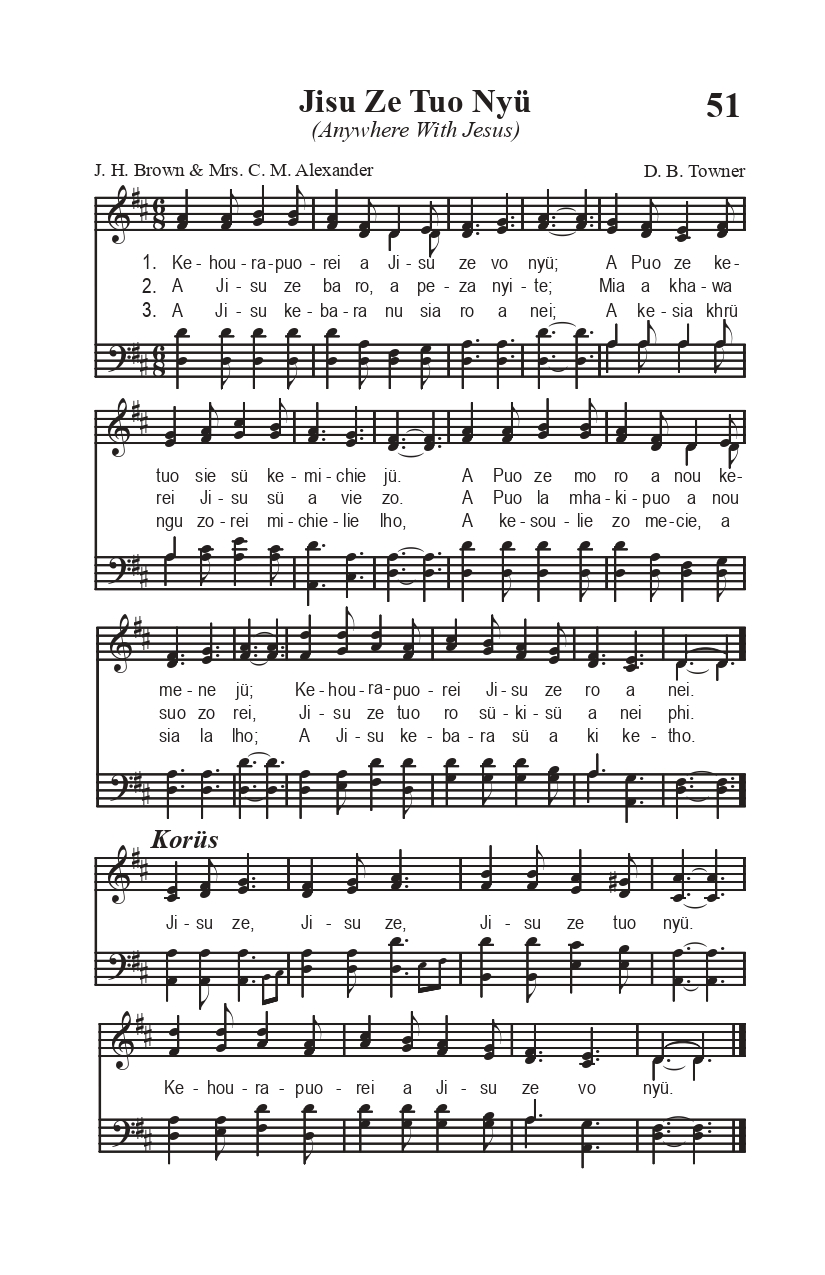 Jisu Ze Tuo Nyü
51
(Anywhere With Jesus)
J. H. Brown & Mrs. C. M. Alexander
D. B. Towner
1. Ke - hou - ra - puo - rei a Ji - su ze vo nyü; A Puo ze ke -
2. A Ji - su ze ba ro, a pe - za nyi - te; Mia a kha - wa
3. A Ji - su ke - ba - ra nu sia ro a nei; A ke - sia khrü
tuo sie sü ke - mi - chie jü. A Puo ze mo ro a nou ke-
rei Ji - su sü a vie zo. A Puo la mha - ki - puo a nou
ngu zo - rei mi - chie - lie lho, A ke - sou - lie zo me - cie, a
me - ne jü; Ke - hou - ra - puo - rei Ji - su ze ro a nei.
suo zo rei, Ji - su ze tuo ro sü - ki - sü a nei phi.
sia la lho; A Ji - su ke - ba - ra sü a ki ke - tho.
Korüs
Ji - su ze, Ji - su ze, Ji - su ze tuo nyü.
Ke - hou - ra - puo - rei a Ji - su ze vo nyü.